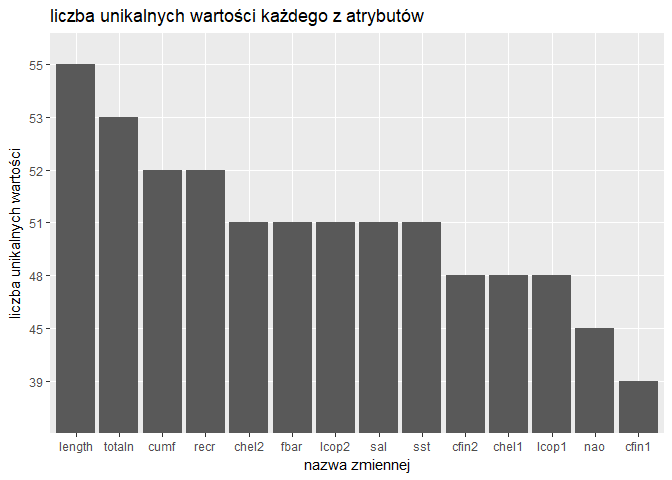 liczba unikalnych wartości każdego z atrybutów
liczba unikalnych wartości
55
53
52
51
48
45
39
length totaln cumf recr chel2 fbar lcop2 sal sst cfin2 chel1 lcop1 nao cfin1
nazwa zmiennej